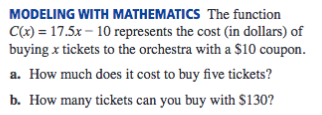 MODELING WITH MATHEMATICS The function
C(x) = 17.5x – 10 represents the cost (in dollars) of
buying x tickets to the orchestra with a $10 coupon.
a. How much does it cost to buy five tickets?
b. How many tickets can you buy with $130?